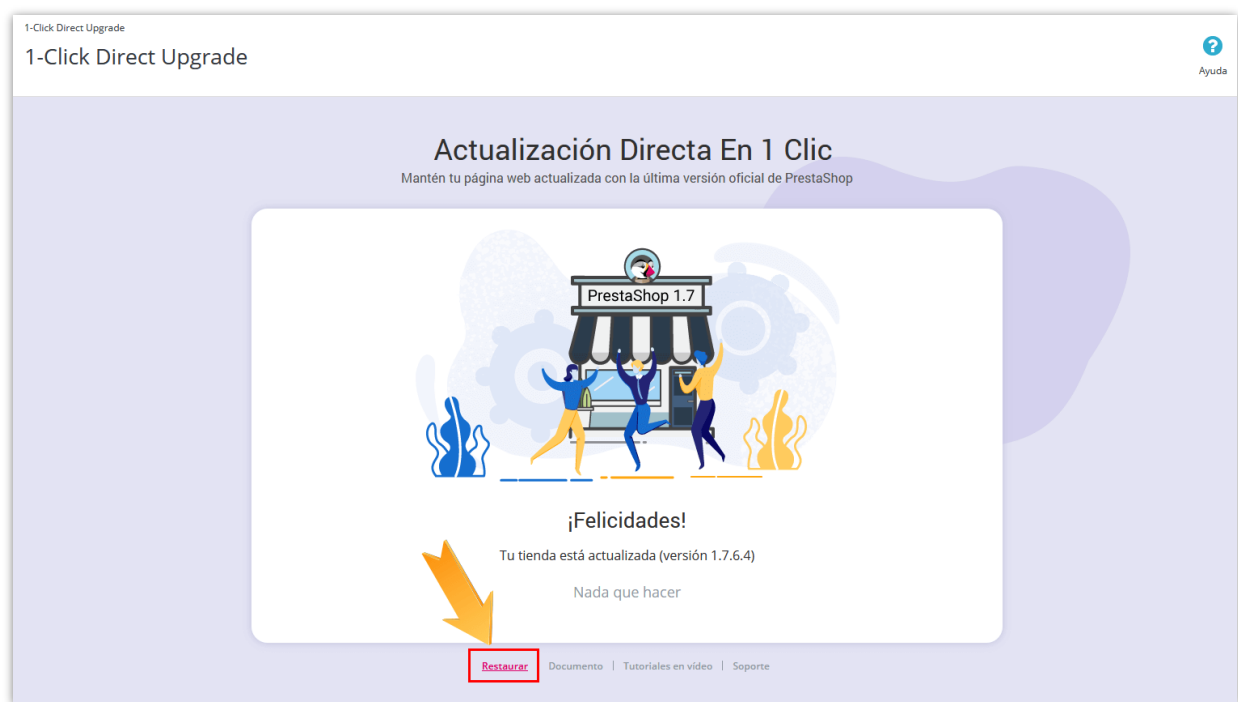 1-Click Direct Upgrade
1-Click Direct Upgrade
?
Ayuda
Actualización Directa En 1 Clic
Mantén tu página web actualizada con la última versión oficial de PrestaShop
PrestaShop 1.7
¡Felicidades!
Tu tienda está actualizada (versión 1.7.6.4)
Nada que hacer
Restaurar Documento | Tutoriales en vídeo | Soporte